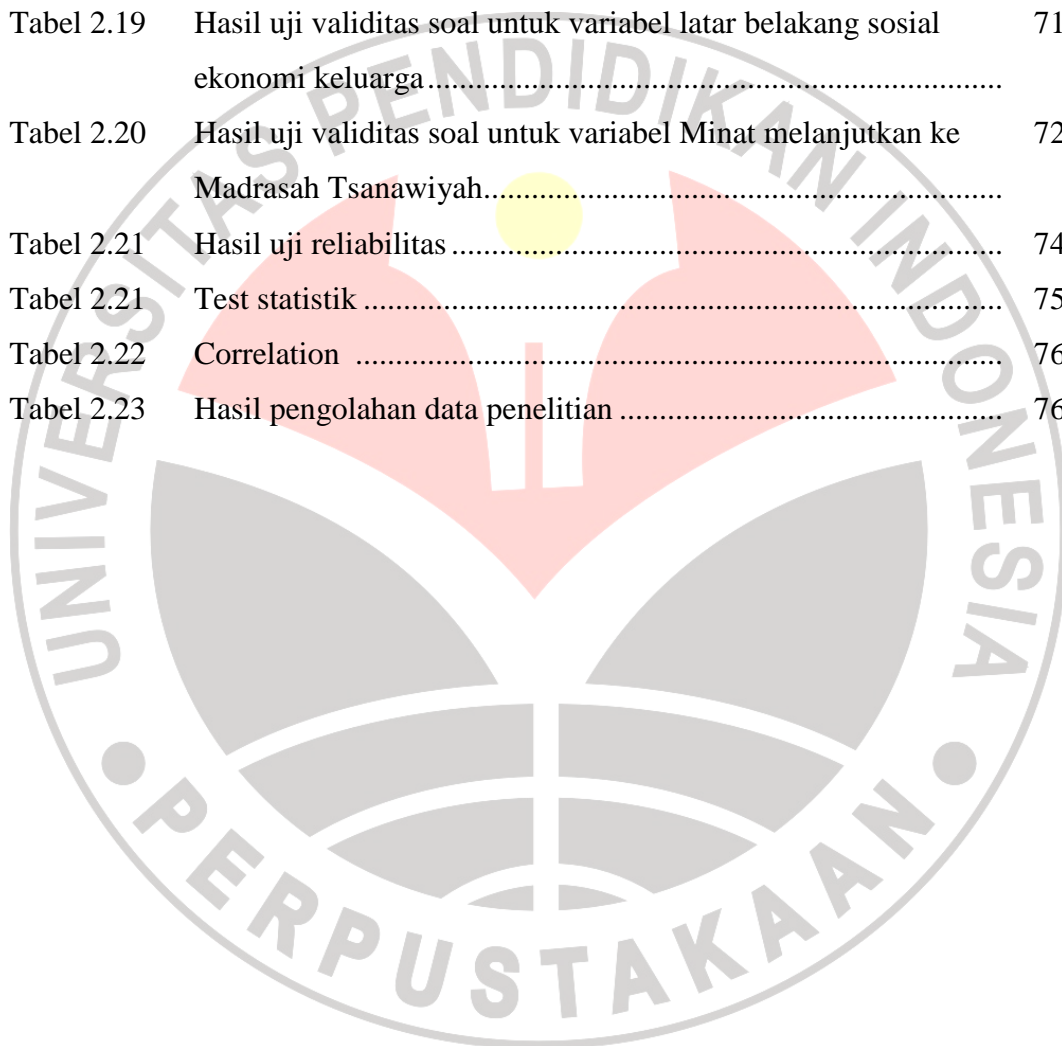 Tabel 2.19 Hasil uji validitas soal untuk variabel latar belakang sosial 71
ekonomi keluarga........................................................................
Tabel 2.20 Hasil uji validitas soal untuk variabel Minat melanjutkan ke 72
Madrasah Tsanawiyah.................................................................
Tabel 2.21 Hasil uji reliabilitas ..................................................................... 74
Tabel 2.21 Test statistik ................................................................................ 75
Tabel 2.22 Correlation ................................................................................. 76
Tabel 2.23 Hasil pengolahan data penelitian ................................................ 76
UNIVERSITAS PENDIDIKAN INDONESIA
PERPUSTAKAAN